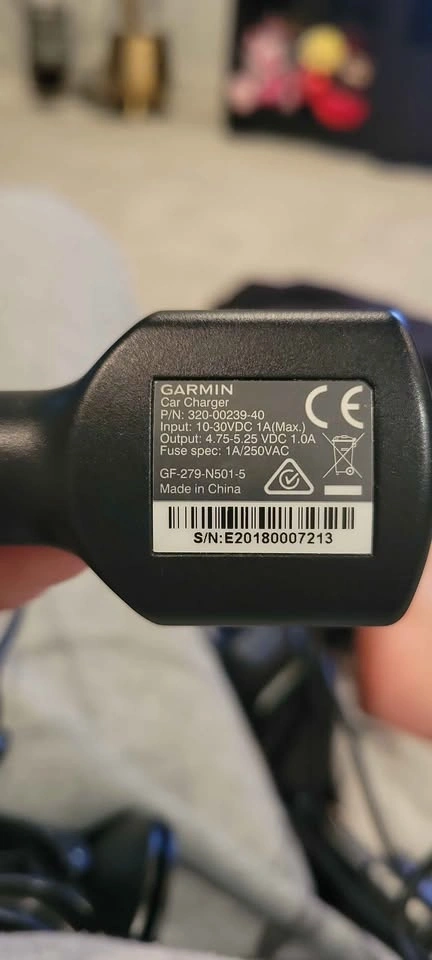 GARMIN
Car Charger
P/N: 320-00239-40
Input: 10-30VDC 1A(Max.)
Output: 4.75-5.25 VDC 1.0A
Fuse spec: 1A/250VAC
GF-279-N501-5
Made in China
CE
S/N:E20180007213